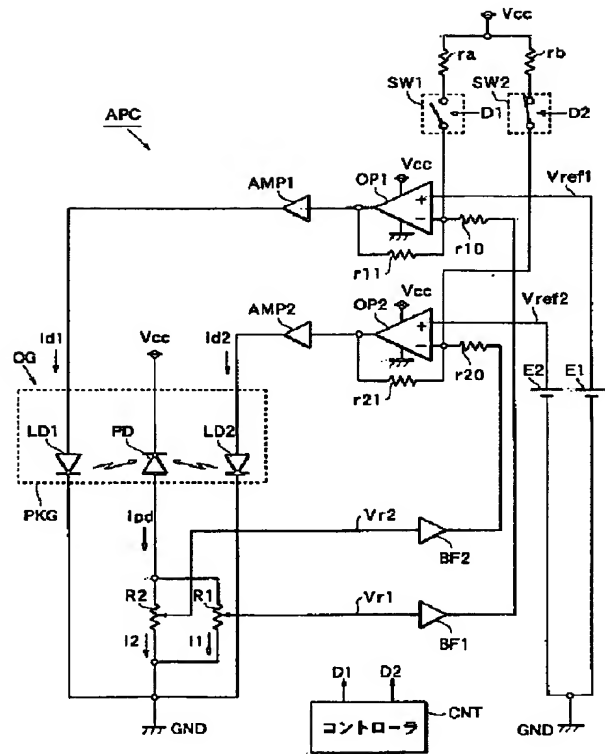 Vcc
ra
rb
SW1
SW2
D1
D2
APC
Vcc
OP1
AMP1
Vref1
r10
r11
Vcc
OP2
AMP2
Vref2
Id1
Vcc
Id2
r20
r21
E2
E1
OG
LD1
PD
LD2
PKG
Ipd
Vr2
BF2
R2
R1
Vr1
BF1
I2
I1
D1
D2
GND
コントローラ
CNT
GND